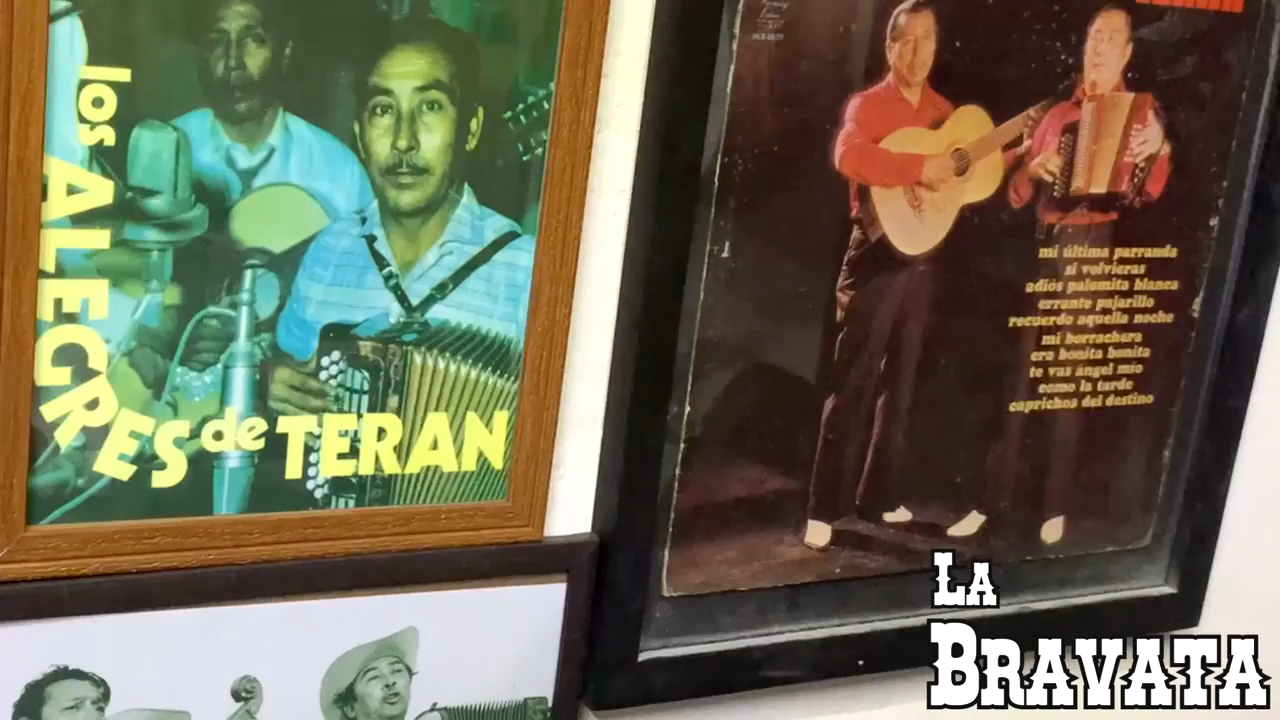 los
ALEGRES de TERAN
mi última parranda
si volvieras
adiós palomita blanca
errante pajarillo
recuerdo aquella noche
mi borrachera
era bonita bonita
te vas ángel mío
como la tarde
caprichos del destino
LA
BRAVATA